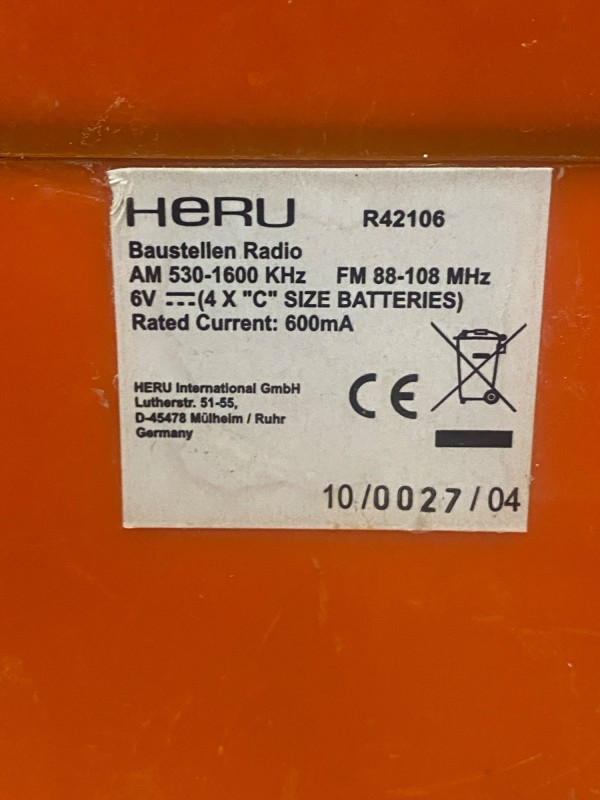 HERU R42106
Baustellen Radio
AM 530-1600 KHz FM 88-108 MHz
6V ⎓(4 X "C" SIZE BATTERIES)
Rated Current: 600mA
HERU International GmbH
Lutherstr. 51-55,
D-45478 Mülheim / Ruhr
Germany
CE
10/0027/04